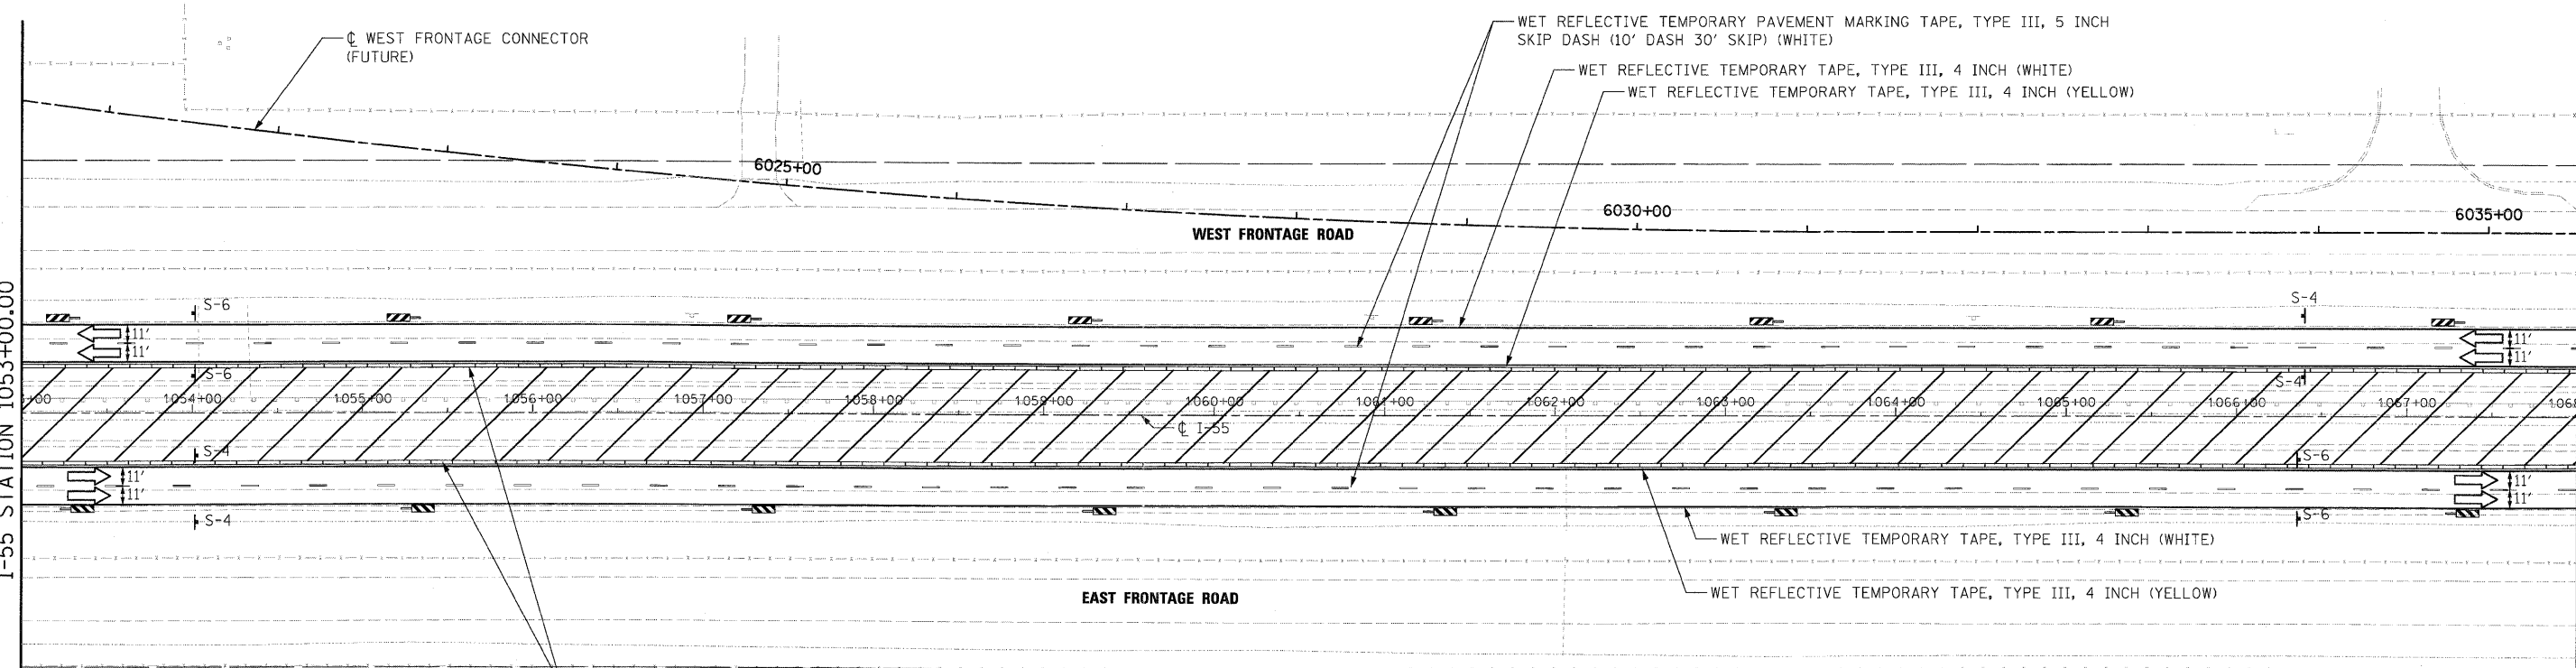 ℄ WEST FRONTAGE CONNECTOR
(FUTURE)
WET REFLECTIVE TEMPORARY PAVEMENT MARKING TAPE, TYPE III, 5 INCH
SKIP DASH (10' DASH 30' SKIP) (WHITE)
WET REFLECTIVE TEMPORARY TAPE, TYPE III, 4 INCH (WHITE)
WET REFLECTIVE TEMPORARY TAPE, TYPE III, 4 INCH (YELLOW)
6025+00
6030+00
6035+00
WEST FRONTAGE ROAD
I-55 STATION 1053+00.00
S-6
S-4
11'
11'
11'
11'
S-6
S-4
+00
1054+00
1055+00
1056+00
1057+00
1058+00
1059+00
1060+00
1061+00
1062+00
1063+00
1064+00
1065+00
1066+00
1067+00
1068
℄ I-55
S-4
S-6
11'
11'
11'
11'
S-4
S-6
WET REFLECTIVE TEMPORARY TAPE, TYPE III, 4 INCH (WHITE)
WET REFLECTIVE TEMPORARY TAPE, TYPE III, 4 INCH (YELLOW)
EAST FRONTAGE ROAD